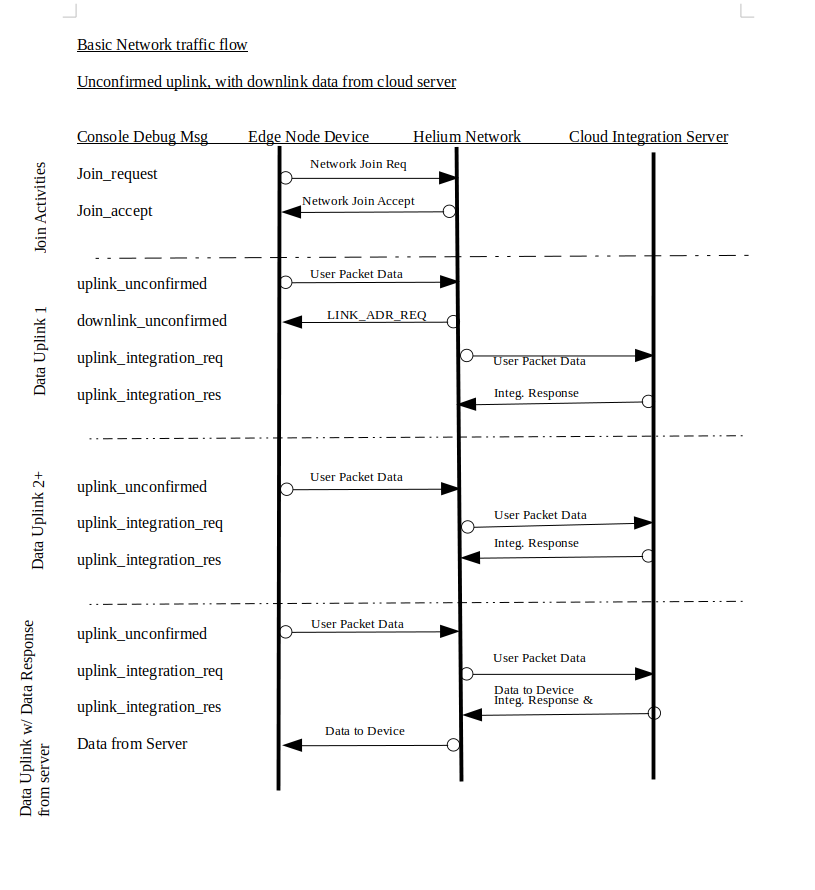 Basic Network traffic flow
Unconfirmed uplink, with downlink data from cloud server
Console Debug Msg Edge Node Device Helium Network Cloud Integration Server
Join Activities
Join_request
Network Join Req
Join_accept
Network Join Accept
Data Uplink 1
uplink_unconfirmed
User Packet Data
downlink_unconfirmed
LINK_ADR_REQ
uplink_integration_req
User Packet Data
uplink_integration_res
Integ. Response
Data Uplink 2+
uplink_unconfirmed
User Packet Data
uplink_integration_req
User Packet Data
uplink_integration_res
Integ. Response
Data Uplink w/ Data Response
from server
uplink_unconfirmed
User Packet Data
uplink_integration_req
User Packet Data
uplink_integration_res
Data to Device
Integ. Response &
Data from Server
Data to Device